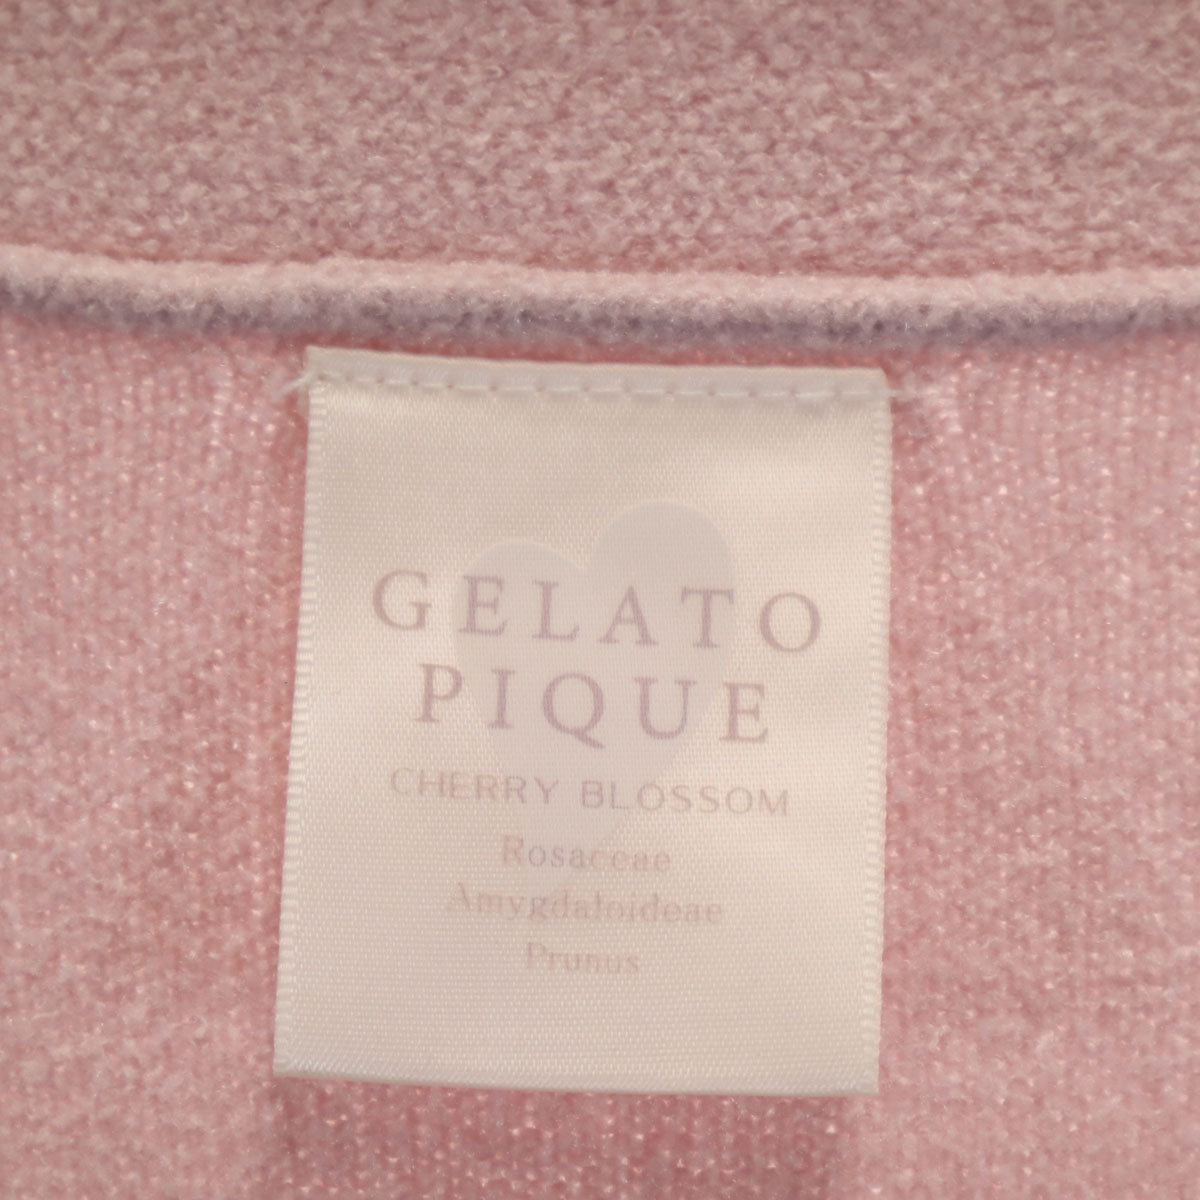 GELATO
PIQUE
CHERRY BLOSSOM
Rosaceae
Amygdaloideae
Prunus